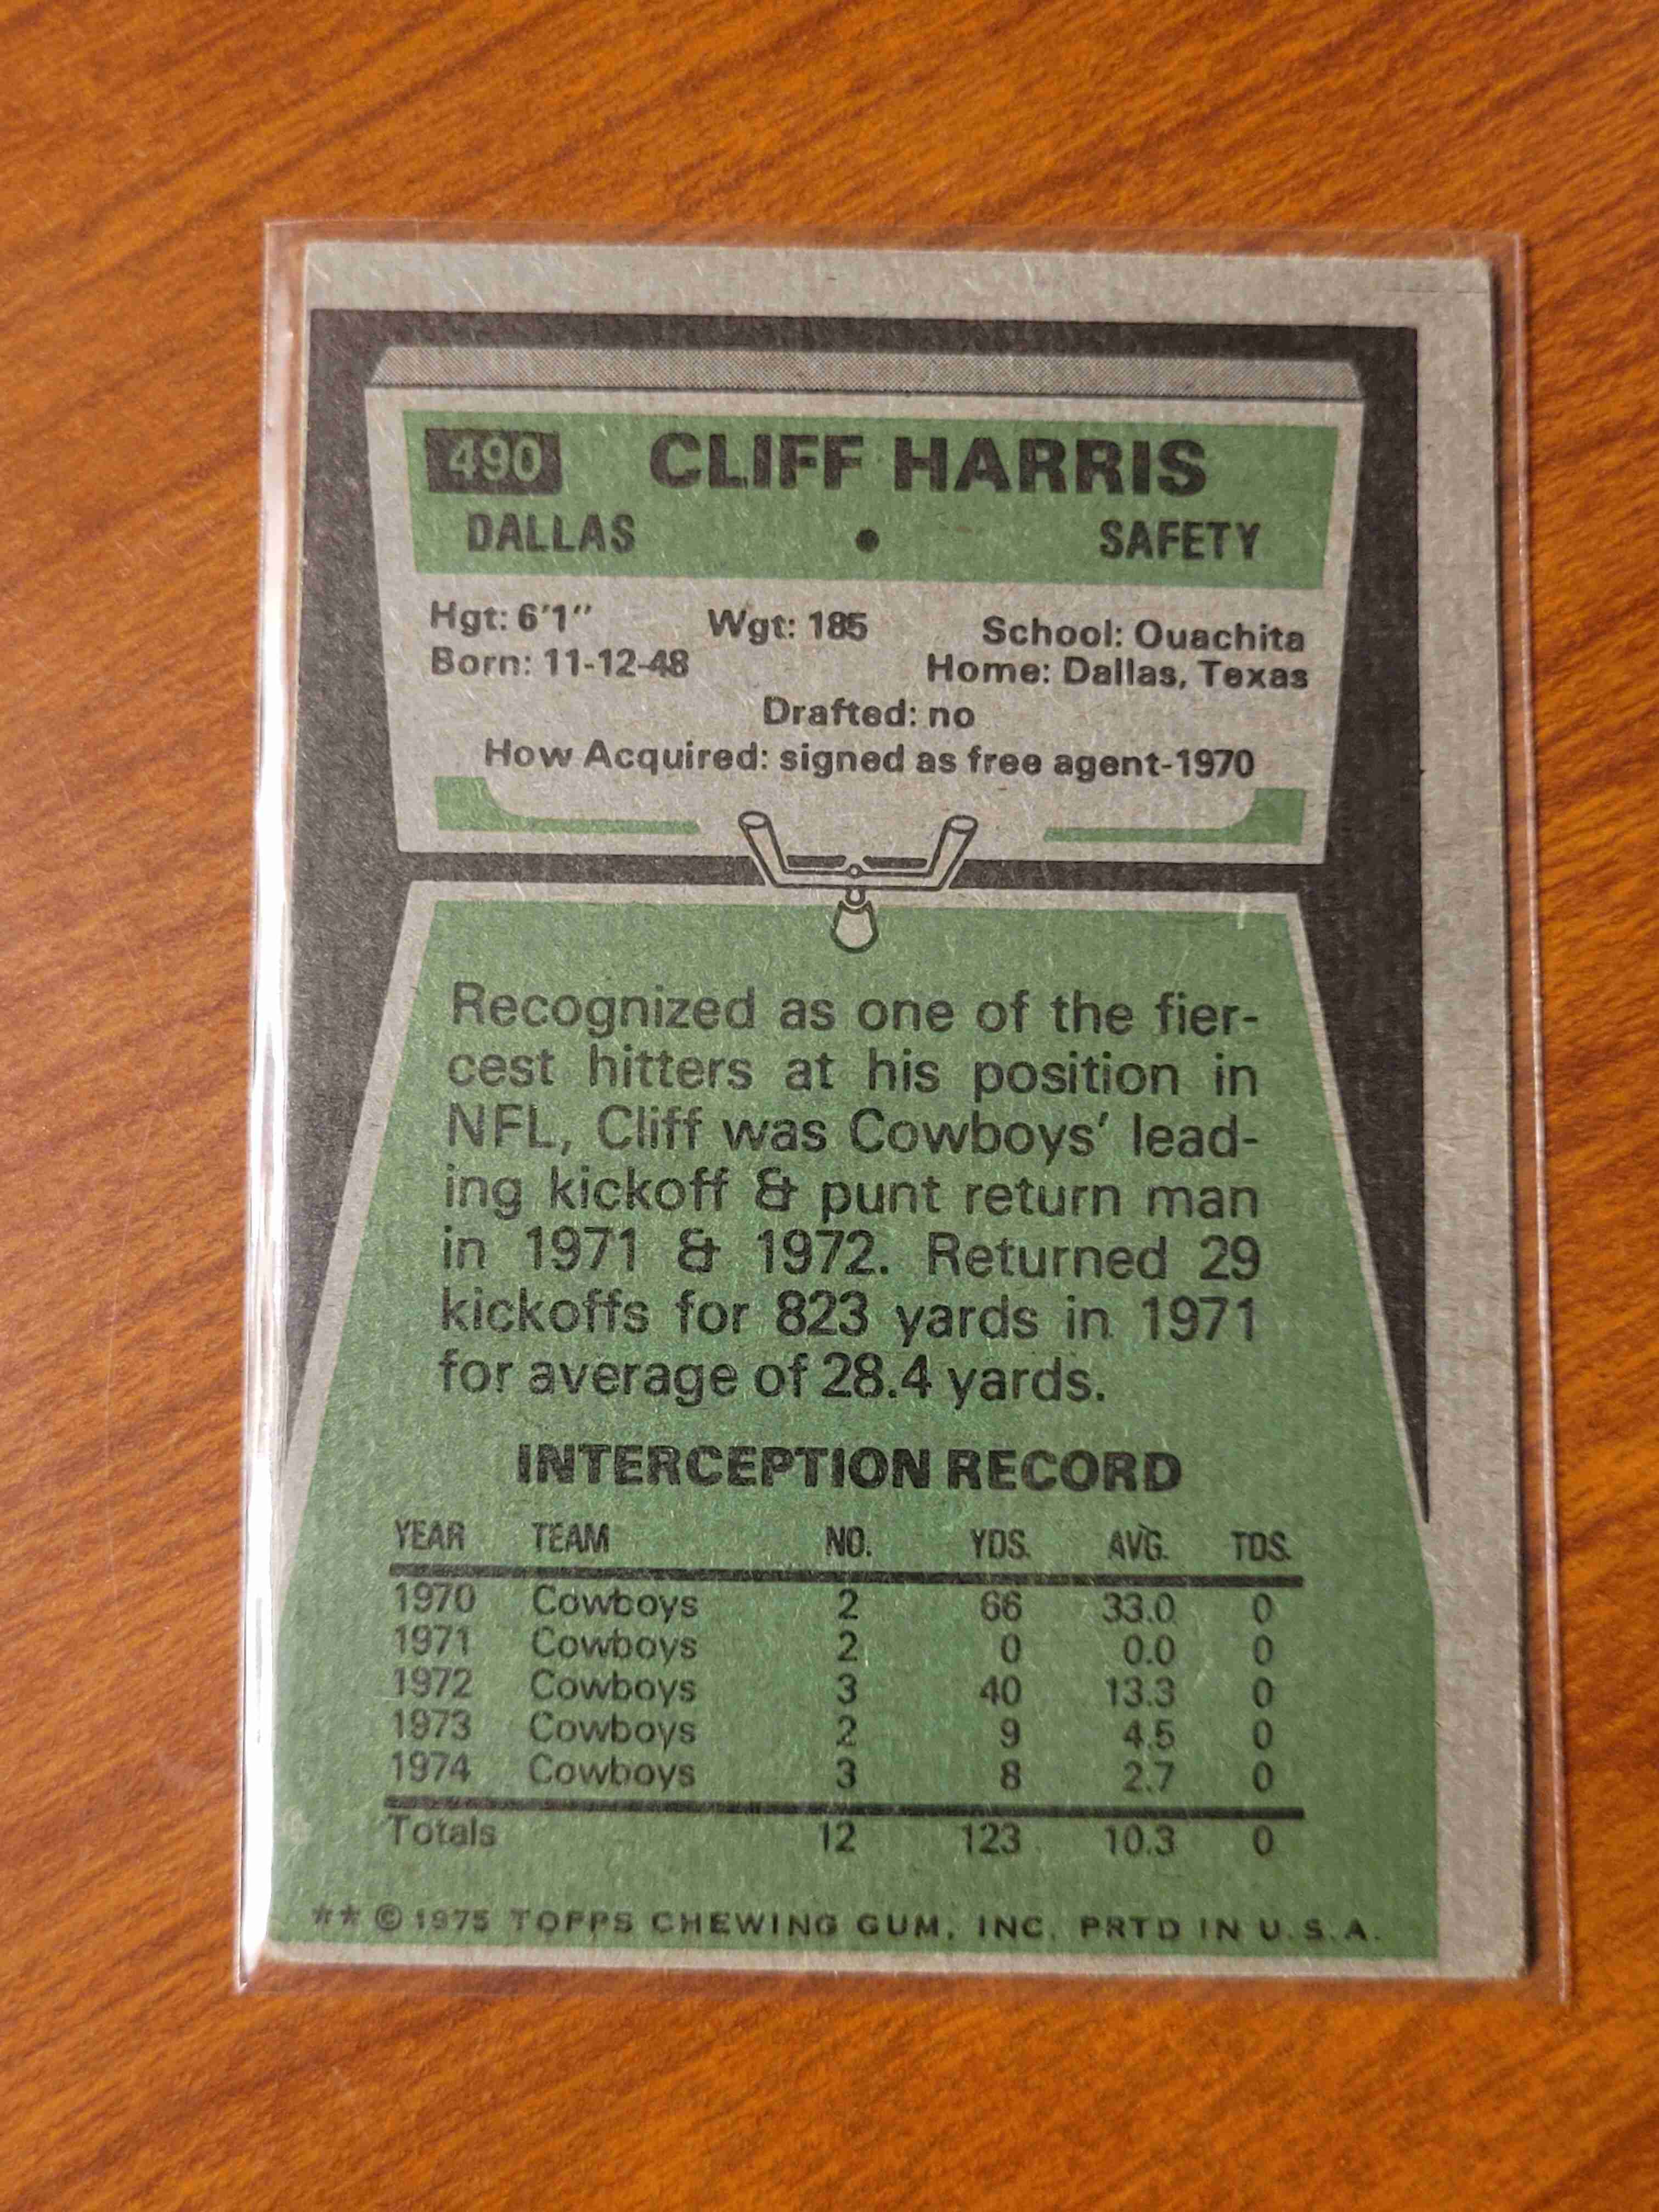 490 CLIFF HARRIS
DALLAS • SAFETY
Hgt: 6'1" Wgt: 185 School: Ouachita
Born: 11-12-48 Home: Dallas, Texas
Drafted: no
How Acquired: signed as free agent-1970
Recognized as one of the fier-
cest hitters at his position in
NFL, Cliff was Cowboys' lead-
ing kickoff & punt return man
in 1971 & 1972. Returned 29
kickoffs for 823 yards in 1971
for average of 28.4 yards.
INTERCEPTION RECORD
YEAR TEAM NO. YDS. AVG. TDS.
1970 Cowboys 2 66 33.0 0
1971 Cowboys 2 0 0.0 0
1972 Cowboys 3 40 13.3 0
1973 Cowboys 2 9 4.5 0
1974 Cowboys 3 8 2.7 0
Totals 12 123 10.3 0
** © 1975 TOPPS CHEWING GUM, INC. PRTD IN U.S.A.